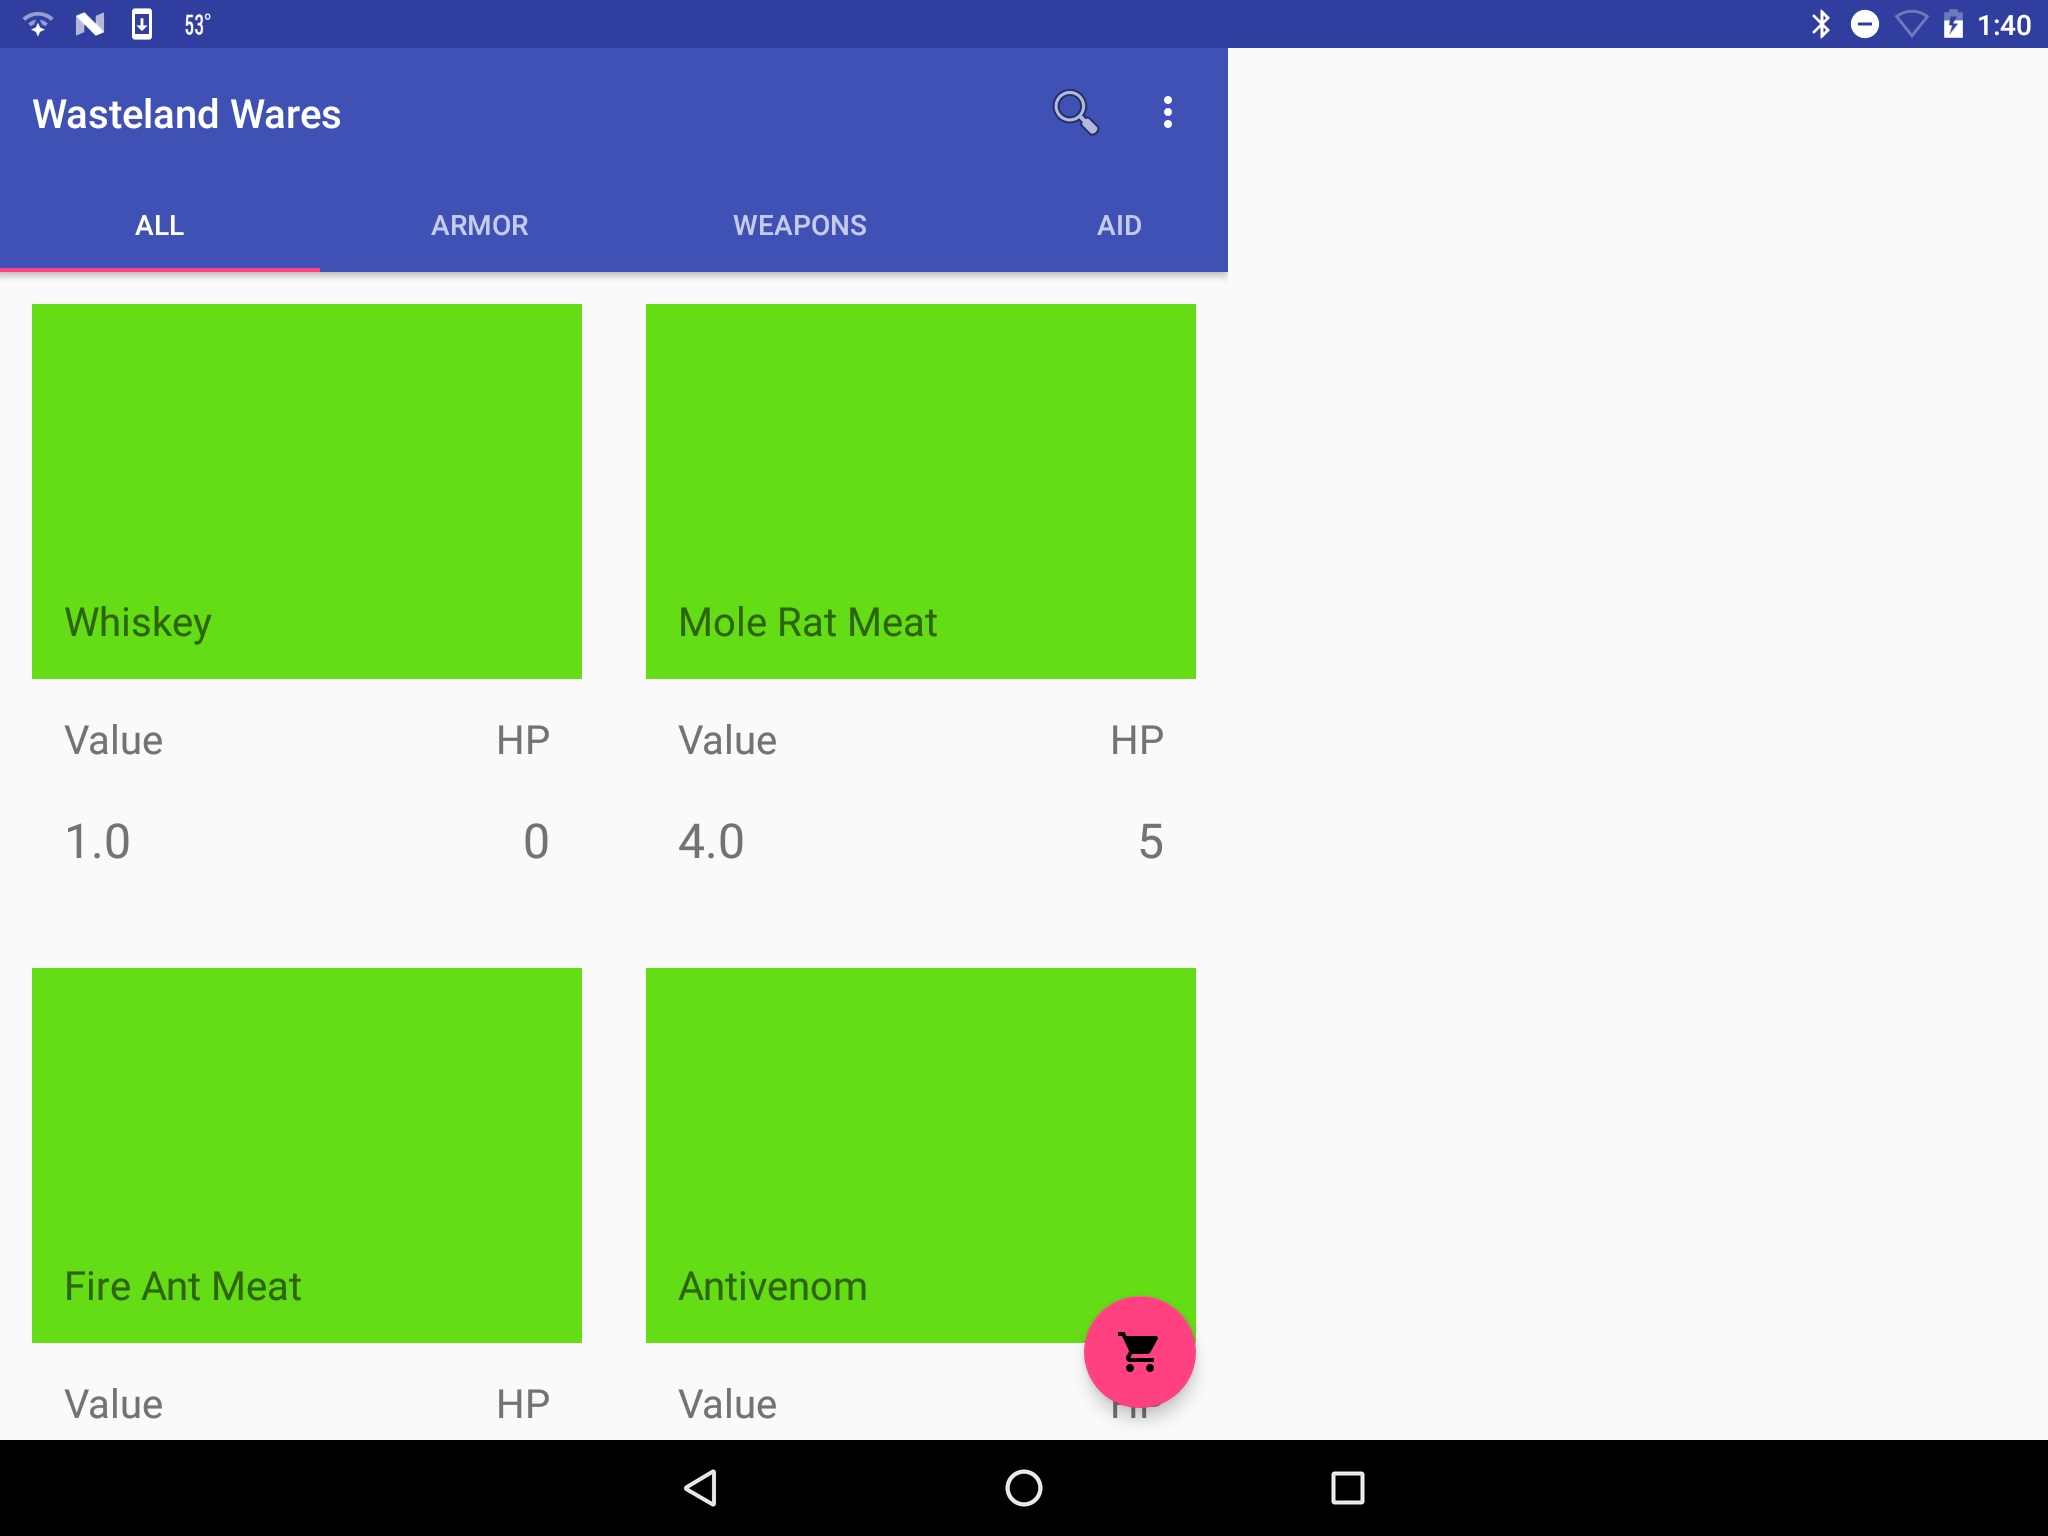 53° 1:40
Wasteland Wares
ALL ARMOR WEAPONS AID
Whiskey Mole Rat Meat
Value HP Value HP
1.0 0 4.0 5
Fire Ant Meat Antivenom
Value HP Value